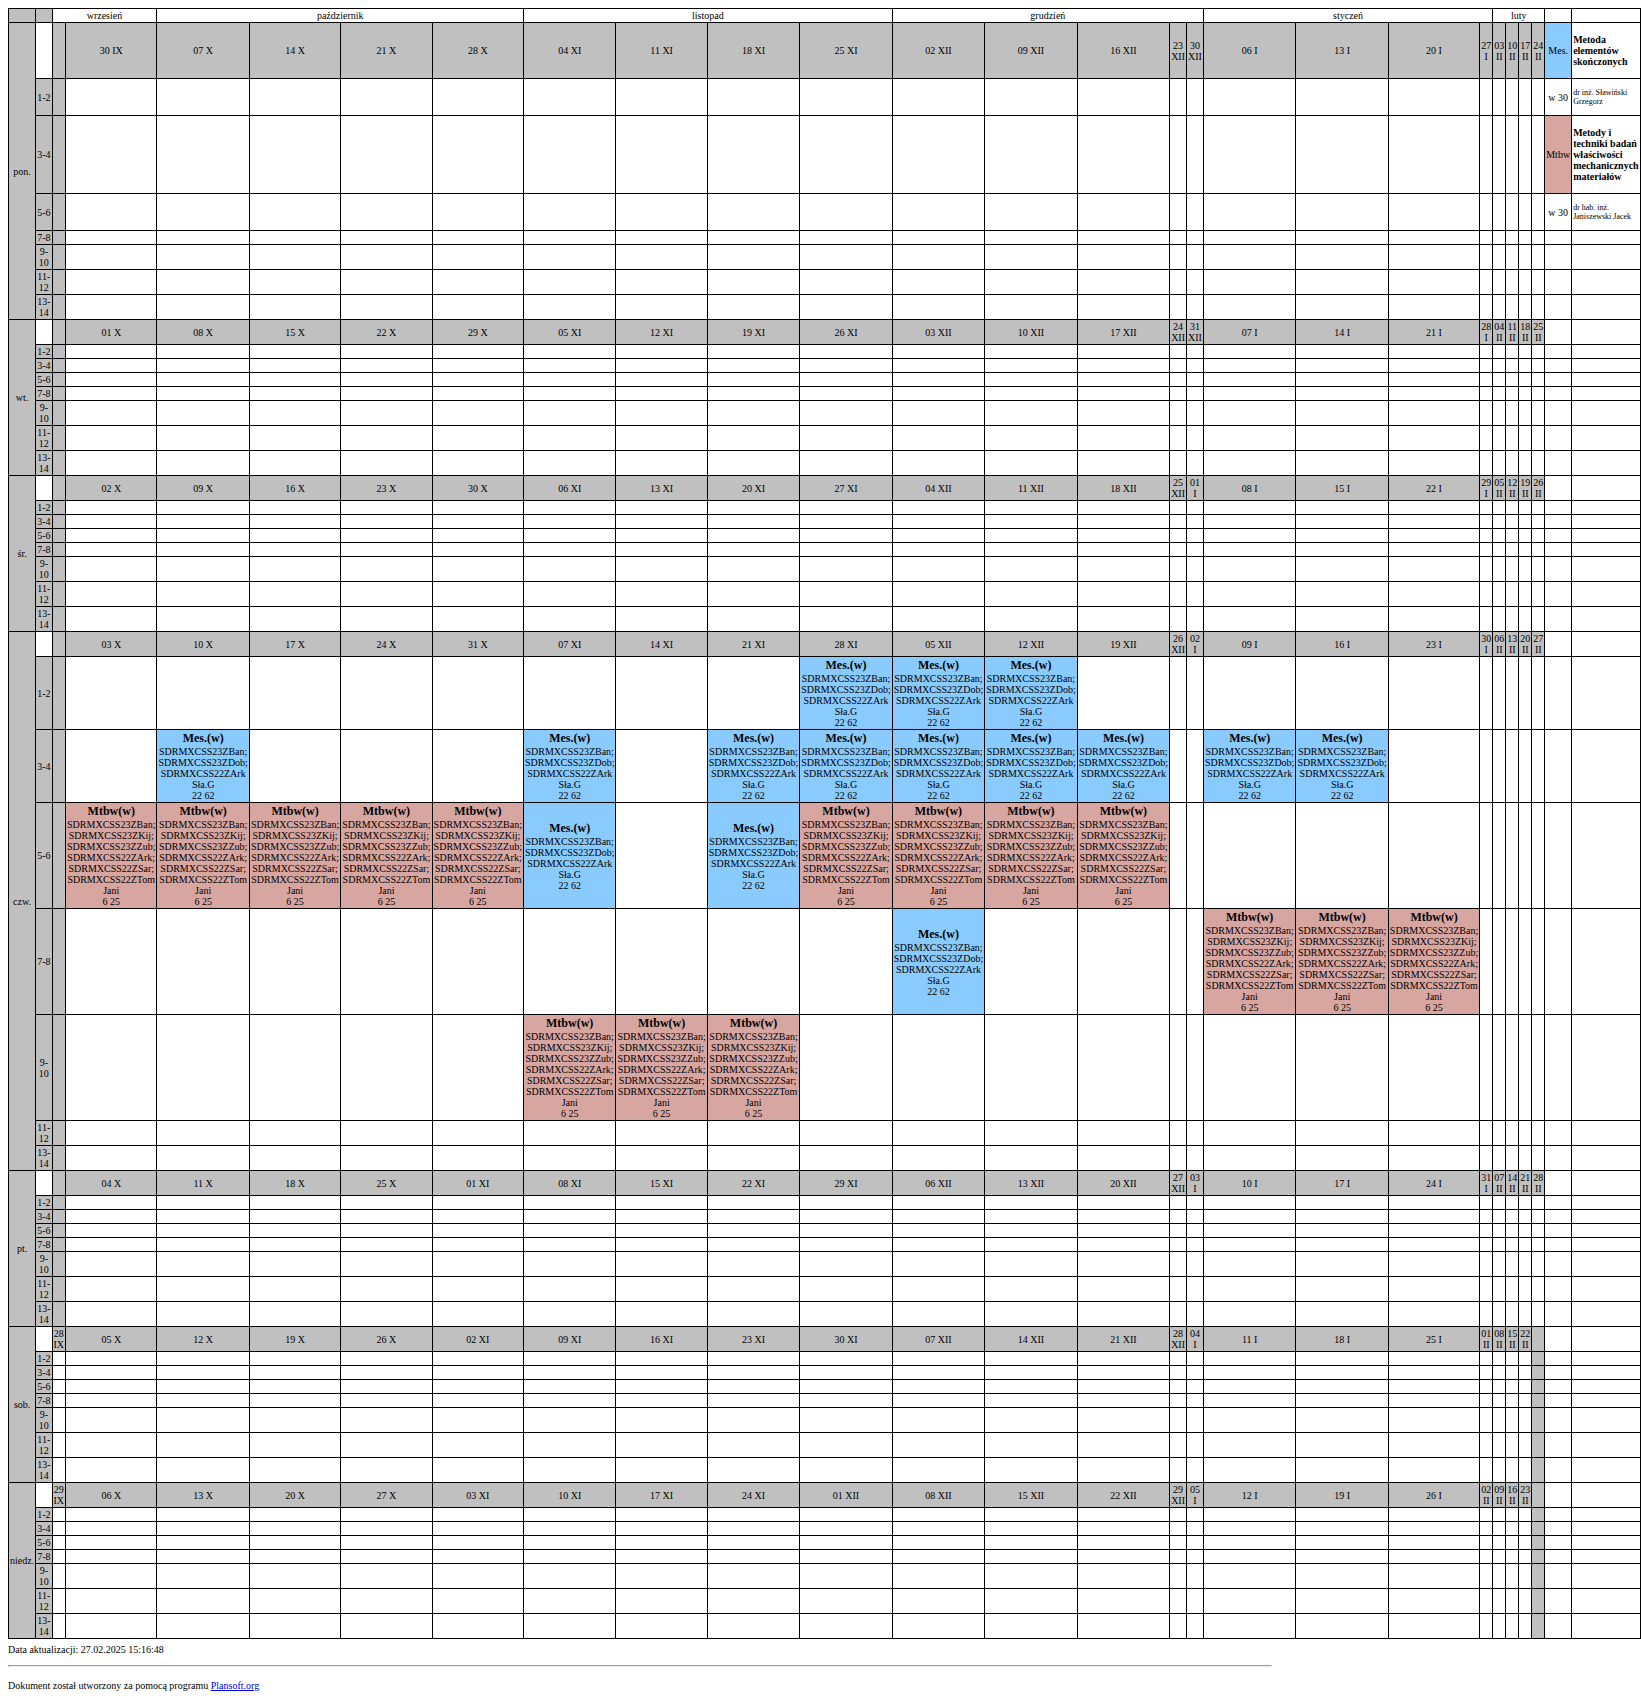 wrzesień październik listopad grudzień styczeń luty
pon. 30 IX 07 X 14 X 21 X 28 X 04 XI 11 XI 18 XI 25 XI 02 XII 09 XII 16 XII 23 XII 30 XII 06 I 13 I 20 I 27 I 03 II 10 II 17 II 24 II Mes. Metoda elementów skończonych
1-2 w 30 dr inż. Sławiński Grzegorz
3-4 Mtbw Metody i techniki badań właściwości mechanicznych materiałów
5-6 w 30 dr hab. inż. Janiszewski Jacek
7-8
9-10
11-12
13-14
wt. 01 X 08 X 15 X 22 X 29 X 05 XI 12 XI 19 XI 26 XI 03 XII 10 XII 17 XII 24 XII 31 XII 07 I 14 I 21 I 28 I 04 II 11 II 18 II 25 II
1-2
3-4
5-6
7-8
9-10
11-12
13-14
śr. 02 X 09 X 16 X 23 X 30 X 06 XI 13 XI 20 XI 27 XI 04 XII 11 XII 18 XII 25 XII 01 I 08 I 15 I 22 I 29 I 05 II 12 II 19 II 26 II
1-2
3-4
5-6
7-8
9-10
11-12
13-14
czw. 03 X 10 X 17 X 24 X 31 X 07 XI 14 XI 21 XI 28 XI 05 XII 12 XII 19 XII 26 XII 02 I 09 I 16 I 23 I 30 I 06 II 13 II 20 II 27 II
1-2
Mes.(w) Mes.(w) Mes.(w)
SDRMXCSS23ZBan; SDRMXCSS23ZBan; SDRMXCSS23ZBan;
SDRMXCSS23ZDob; SDRMXCSS23ZDob; SDRMXCSS23ZDob;
SDRMXCSS22ZArk SDRMXCSS22ZArk SDRMXCSS22ZArk
Sła.G Sła.G Sła.G
22 62 22 62 22 62
3-4
Mes.(w) Mes.(w) Mes.(w) Mes.(w) Mes.(w) Mes.(w) Mes.(w) Mes.(w) Mes.(w)
SDRMXCSS23ZBan; SDRMXCSS23ZBan; SDRMXCSS23ZBan; SDRMXCSS23ZBan; SDRMXCSS23ZBan; SDRMXCSS23ZBan; SDRMXCSS23ZBan; SDRMXCSS23ZBan; SDRMXCSS23ZBan;
SDRMXCSS23ZDob; SDRMXCSS23ZDob; SDRMXCSS23ZDob; SDRMXCSS23ZDob; SDRMXCSS23ZDob; SDRMXCSS23ZDob; SDRMXCSS23ZDob; SDRMXCSS23ZDob; SDRMXCSS23ZDob;
SDRMXCSS22ZArk SDRMXCSS22ZArk SDRMXCSS22ZArk SDRMXCSS22ZArk SDRMXCSS22ZArk SDRMXCSS22ZArk SDRMXCSS22ZArk SDRMXCSS22ZArk SDRMXCSS22ZArk
Sła.G Sła.G Sła.G Sła.G Sła.G Sła.G Sła.G Sła.G Sła.G
22 62 22 62 22 62 22 62 22 62 22 62 22 62 22 62 22 62
5-6
Mtbw(w) Mtbw(w) Mtbw(w) Mtbw(w) Mtbw(w) Mes.(w) Mes.(w) Mtbw(w) Mtbw(w) Mtbw(w) Mtbw(w)
SDRMXCSS23ZBan; SDRMXCSS23ZBan; SDRMXCSS23ZBan; SDRMXCSS23ZBan; SDRMXCSS23ZBan; SDRMXCSS23ZBan; SDRMXCSS23ZBan; SDRMXCSS23ZBan; SDRMXCSS23ZBan; SDRMXCSS23ZBan; SDRMXCSS23ZBan;
SDRMXCSS23ZKij; SDRMXCSS23ZKij; SDRMXCSS23ZKij; SDRMXCSS23ZKij; SDRMXCSS23ZKij; SDRMXCSS23ZDob; SDRMXCSS23ZDob; SDRMXCSS23ZKij; SDRMXCSS23ZKij; SDRMXCSS23ZKij; SDRMXCSS23ZKij;
SDRMXCSS23ZZub; SDRMXCSS23ZZub; SDRMXCSS23ZZub; SDRMXCSS23ZZub; SDRMXCSS23ZZub; SDRMXCSS22ZArk SDRMXCSS22ZArk SDRMXCSS23ZZub; SDRMXCSS23ZZub; SDRMXCSS23ZZub; SDRMXCSS23ZZub;
SDRMXCSS22ZArk; SDRMXCSS22ZArk; SDRMXCSS22ZArk; SDRMXCSS22ZArk; SDRMXCSS22ZArk; Sła.G Sła.G SDRMXCSS22ZArk; SDRMXCSS22ZArk; SDRMXCSS22ZArk; SDRMXCSS22ZArk;
SDRMXCSS22ZSar; SDRMXCSS22ZSar; SDRMXCSS22ZSar; SDRMXCSS22ZSar; SDRMXCSS22ZSar; 22 62 22 62 SDRMXCSS22ZSar; SDRMXCSS22ZSar; SDRMXCSS22ZSar; SDRMXCSS22ZSar;
SDRMXCSS22ZTom SDRMXCSS22ZTom SDRMXCSS22ZTom SDRMXCSS22ZTom SDRMXCSS22ZTom SDRMXCSS22ZTom SDRMXCSS22ZTom SDRMXCSS22ZTom SDRMXCSS22ZTom
Jani Jani Jani Jani Jani Jani Jani Jani Jani
6 25 6 25 6 25 6 25 6 25 6 25 6 25 6 25 6 25
7-8
Mes.(w) Mtbw(w) Mtbw(w) Mtbw(w)
SDRMXCSS23ZBan; SDRMXCSS23ZBan; SDRMXCSS23ZBan; SDRMXCSS23ZBan;
SDRMXCSS23ZDob; SDRMXCSS23ZKij; SDRMXCSS23ZKij; SDRMXCSS23ZKij;
SDRMXCSS22ZArk SDRMXCSS23ZZub; SDRMXCSS23ZZub; SDRMXCSS23ZZub;
Sła.G SDRMXCSS22ZArk; SDRMXCSS22ZArk; SDRMXCSS22ZArk;
22 62 SDRMXCSS22ZSar; SDRMXCSS22ZSar; SDRMXCSS22ZSar;
SDRMXCSS22ZTom SDRMXCSS22ZTom SDRMXCSS22ZTom
Jani Jani Jani
6 25 6 25 6 25
9-10
Mtbw(w) Mtbw(w) Mtbw(w)
SDRMXCSS23ZBan; SDRMXCSS23ZBan; SDRMXCSS23ZBan;
SDRMXCSS23ZKij; SDRMXCSS23ZKij; SDRMXCSS23ZKij;
SDRMXCSS23ZZub; SDRMXCSS23ZZub; SDRMXCSS23ZZub;
SDRMXCSS22ZArk; SDRMXCSS22ZArk; SDRMXCSS22ZArk;
SDRMXCSS22ZSar; SDRMXCSS22ZSar; SDRMXCSS22ZSar;
SDRMXCSS22ZTom SDRMXCSS22ZTom SDRMXCSS22ZTom
Jani Jani Jani
6 25 6 25 6 25
11-12
13-14
pt. 04 X 11 X 18 X 25 X 01 XI 08 XI 15 XI 22 XI 29 XI 06 XII 13 XII 20 XII 27 XII 03 I 10 I 17 I 24 I 31 I 07 II 14 II 21 II 28 II
1-2
3-4
5-6
7-8
9-10
11-12
13-14
sob. 28 IX 05 X 12 X 19 X 26 X 02 XI 09 XI 16 XI 23 XI 30 XI 07 XII 14 XII 21 XII 28 XII 04 I 11 I 18 I 25 I 01 II 08 II 15 II 22 II
1-2
3-4
5-6
7-8
9-10
11-12
13-14
niedz. 29 IX 06 X 13 X 20 X 27 X 03 XI 10 XI 17 XI 24 XI 01 XII 08 XII 15 XII 22 XII 29 XII 05 I 12 I 19 I 26 I 02 II 09 II 16 II 23 II
1-2
3-4
5-6
7-8
9-10
11-12
13-14
Data aktualizacji: 27.02.2025 15:16:48
Dokument został utworzony za pomocą programu Plansoft.org